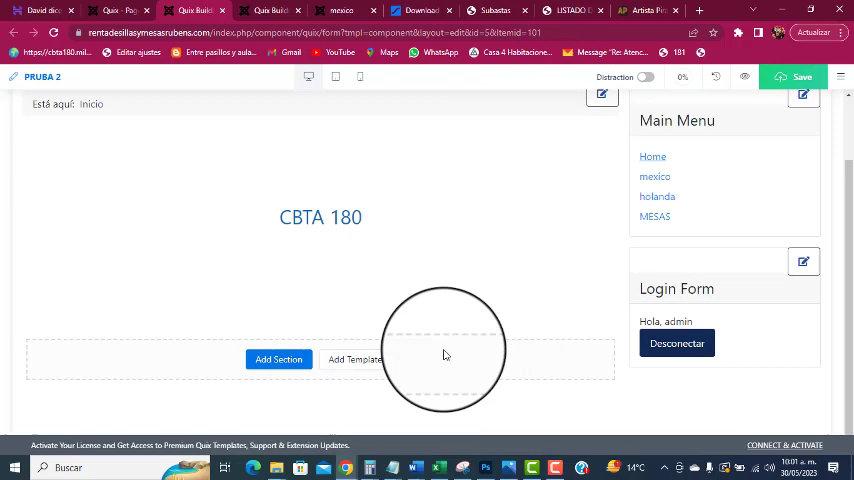 David dice
Quix - Pag
Quix Build
Quix Build
mexico
Download
Subastas
LISTADO D
Artista Pira
rentadesillasymesasrubens.com/index.php/component/quix/form?tmpl=component&layout=edit&id=5&Itemid=101
Actualizar
https://cbta180.mil...
Editar ajustes
Entre pasillos y aulas...
Gmail
YouTube
Maps
WhatsApp
Casa 4 Habitacione...
Message "Re: Atenc...
181
PRUBA 2
Distraction
0%
Save
Está aquí: Inicio
Main Menu
Home
mexico
holanda
MESAS
CBTA 180
Login Form
Hola, admin
Desconectar
Add Section
Add Template
Activate Your License and Get Access to Premium Quix Templates, Support & Extension Updates.
CONNECT & ACTIVATE
Buscar
14°C
10:01 a. m.
30/05/2023